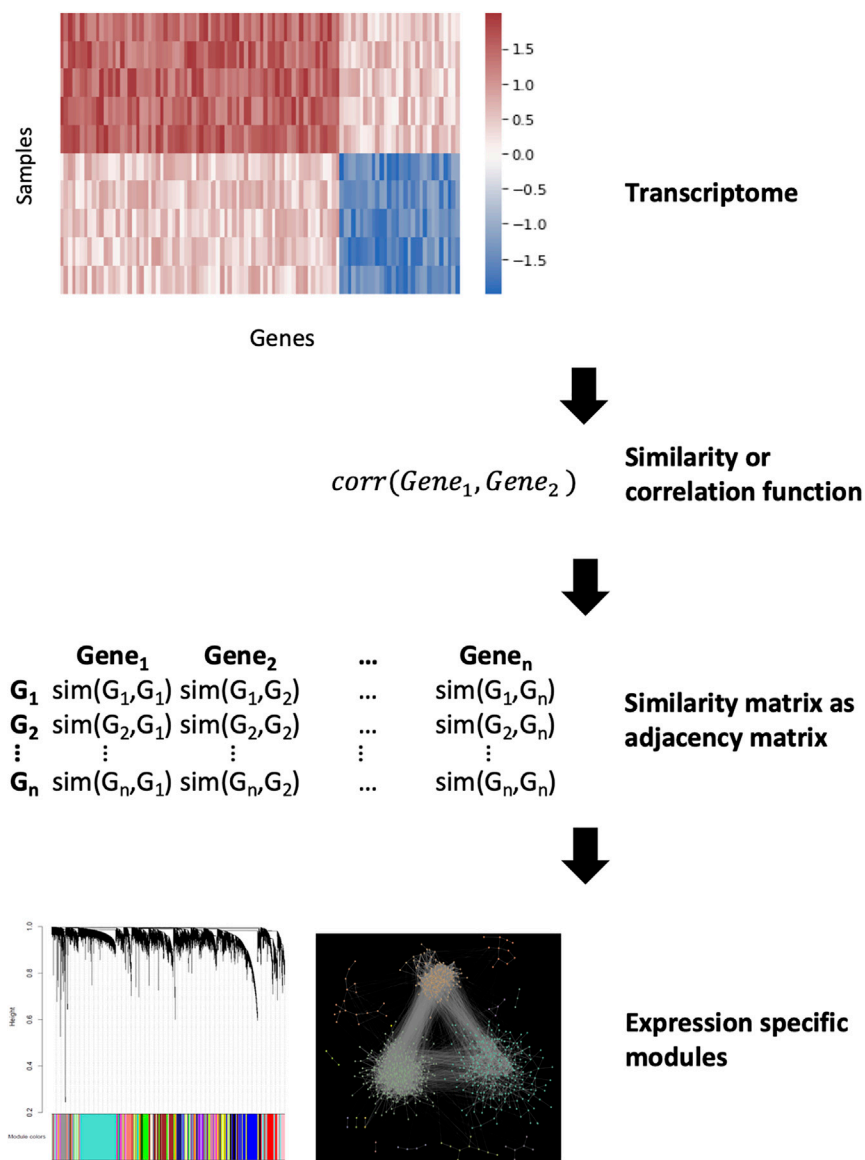 Samples
Genes
1.5
1.0
0.5
0.0
−0.5
−1.0
−1.5
Transcriptome
corr(Gene₁, Gene₂)
Similarity or
correlation function
Gene₁ Gene₂ ... Geneₙ
G₁ sim(G₁,G₁) sim(G₁,G₂) ... sim(G₁,Gₙ)
G₂ sim(G₂,G₁) sim(G₂,G₂) ... sim(G₂,Gₙ)
⋮ ⋮ ⋮ ⋮ ⋮
Gₙ sim(Gₙ,G₁) sim(Gₙ,G₂) ... sim(Gₙ,Gₙ)
Similarity matrix as
adjacency matrix
Height
1.0
0.8
0.6
0.4
0.2
Module colors
Expression specific
modules